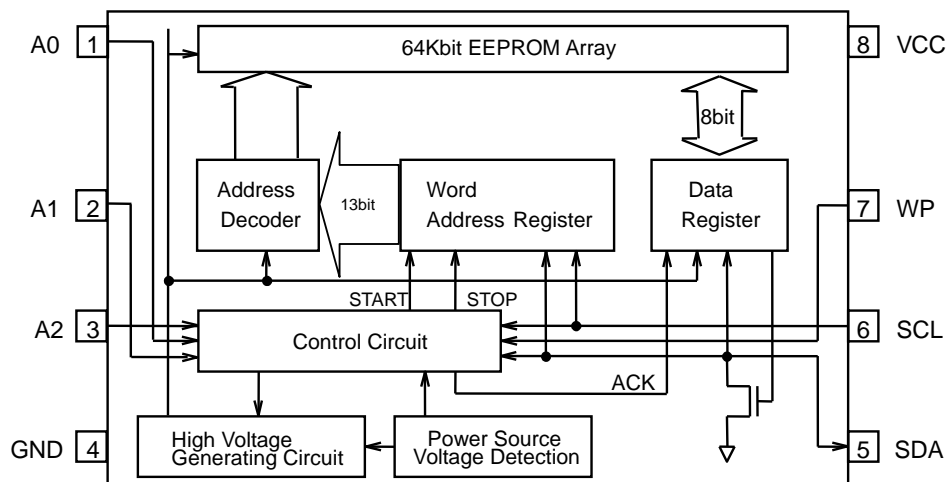 A0 1
64Kbit EEPROM Array
8 VCC
8bit
A1 2
Address
Decoder
13bit
Word
Address Register
Data
Register
7 WP
START
STOP
A2 3
Control Circuit
6 SCL
ACK
GND 4
High Voltage
Generating Circuit
Power Source
Voltage Detection
5 SDA